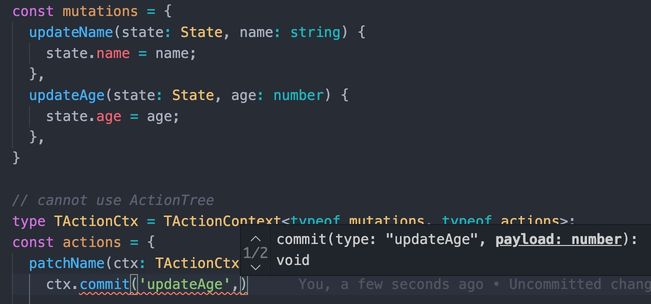 const mutations = {
updateName(state: State, name: string) {
state.name = name;
},
updateAge(state: State, age: number) {
state.age = age;
},
}
// cannot use ActionTree
type TActionCtx = TActionContext<typeof mutations, typeof actions>;
const actions = {
patchName(ctx: TActionCtx
ctx.commit('updateAge',) You, a few seconds ago • Uncommitted chang
1/2 commit(type: "updateAge", payload: number):
void